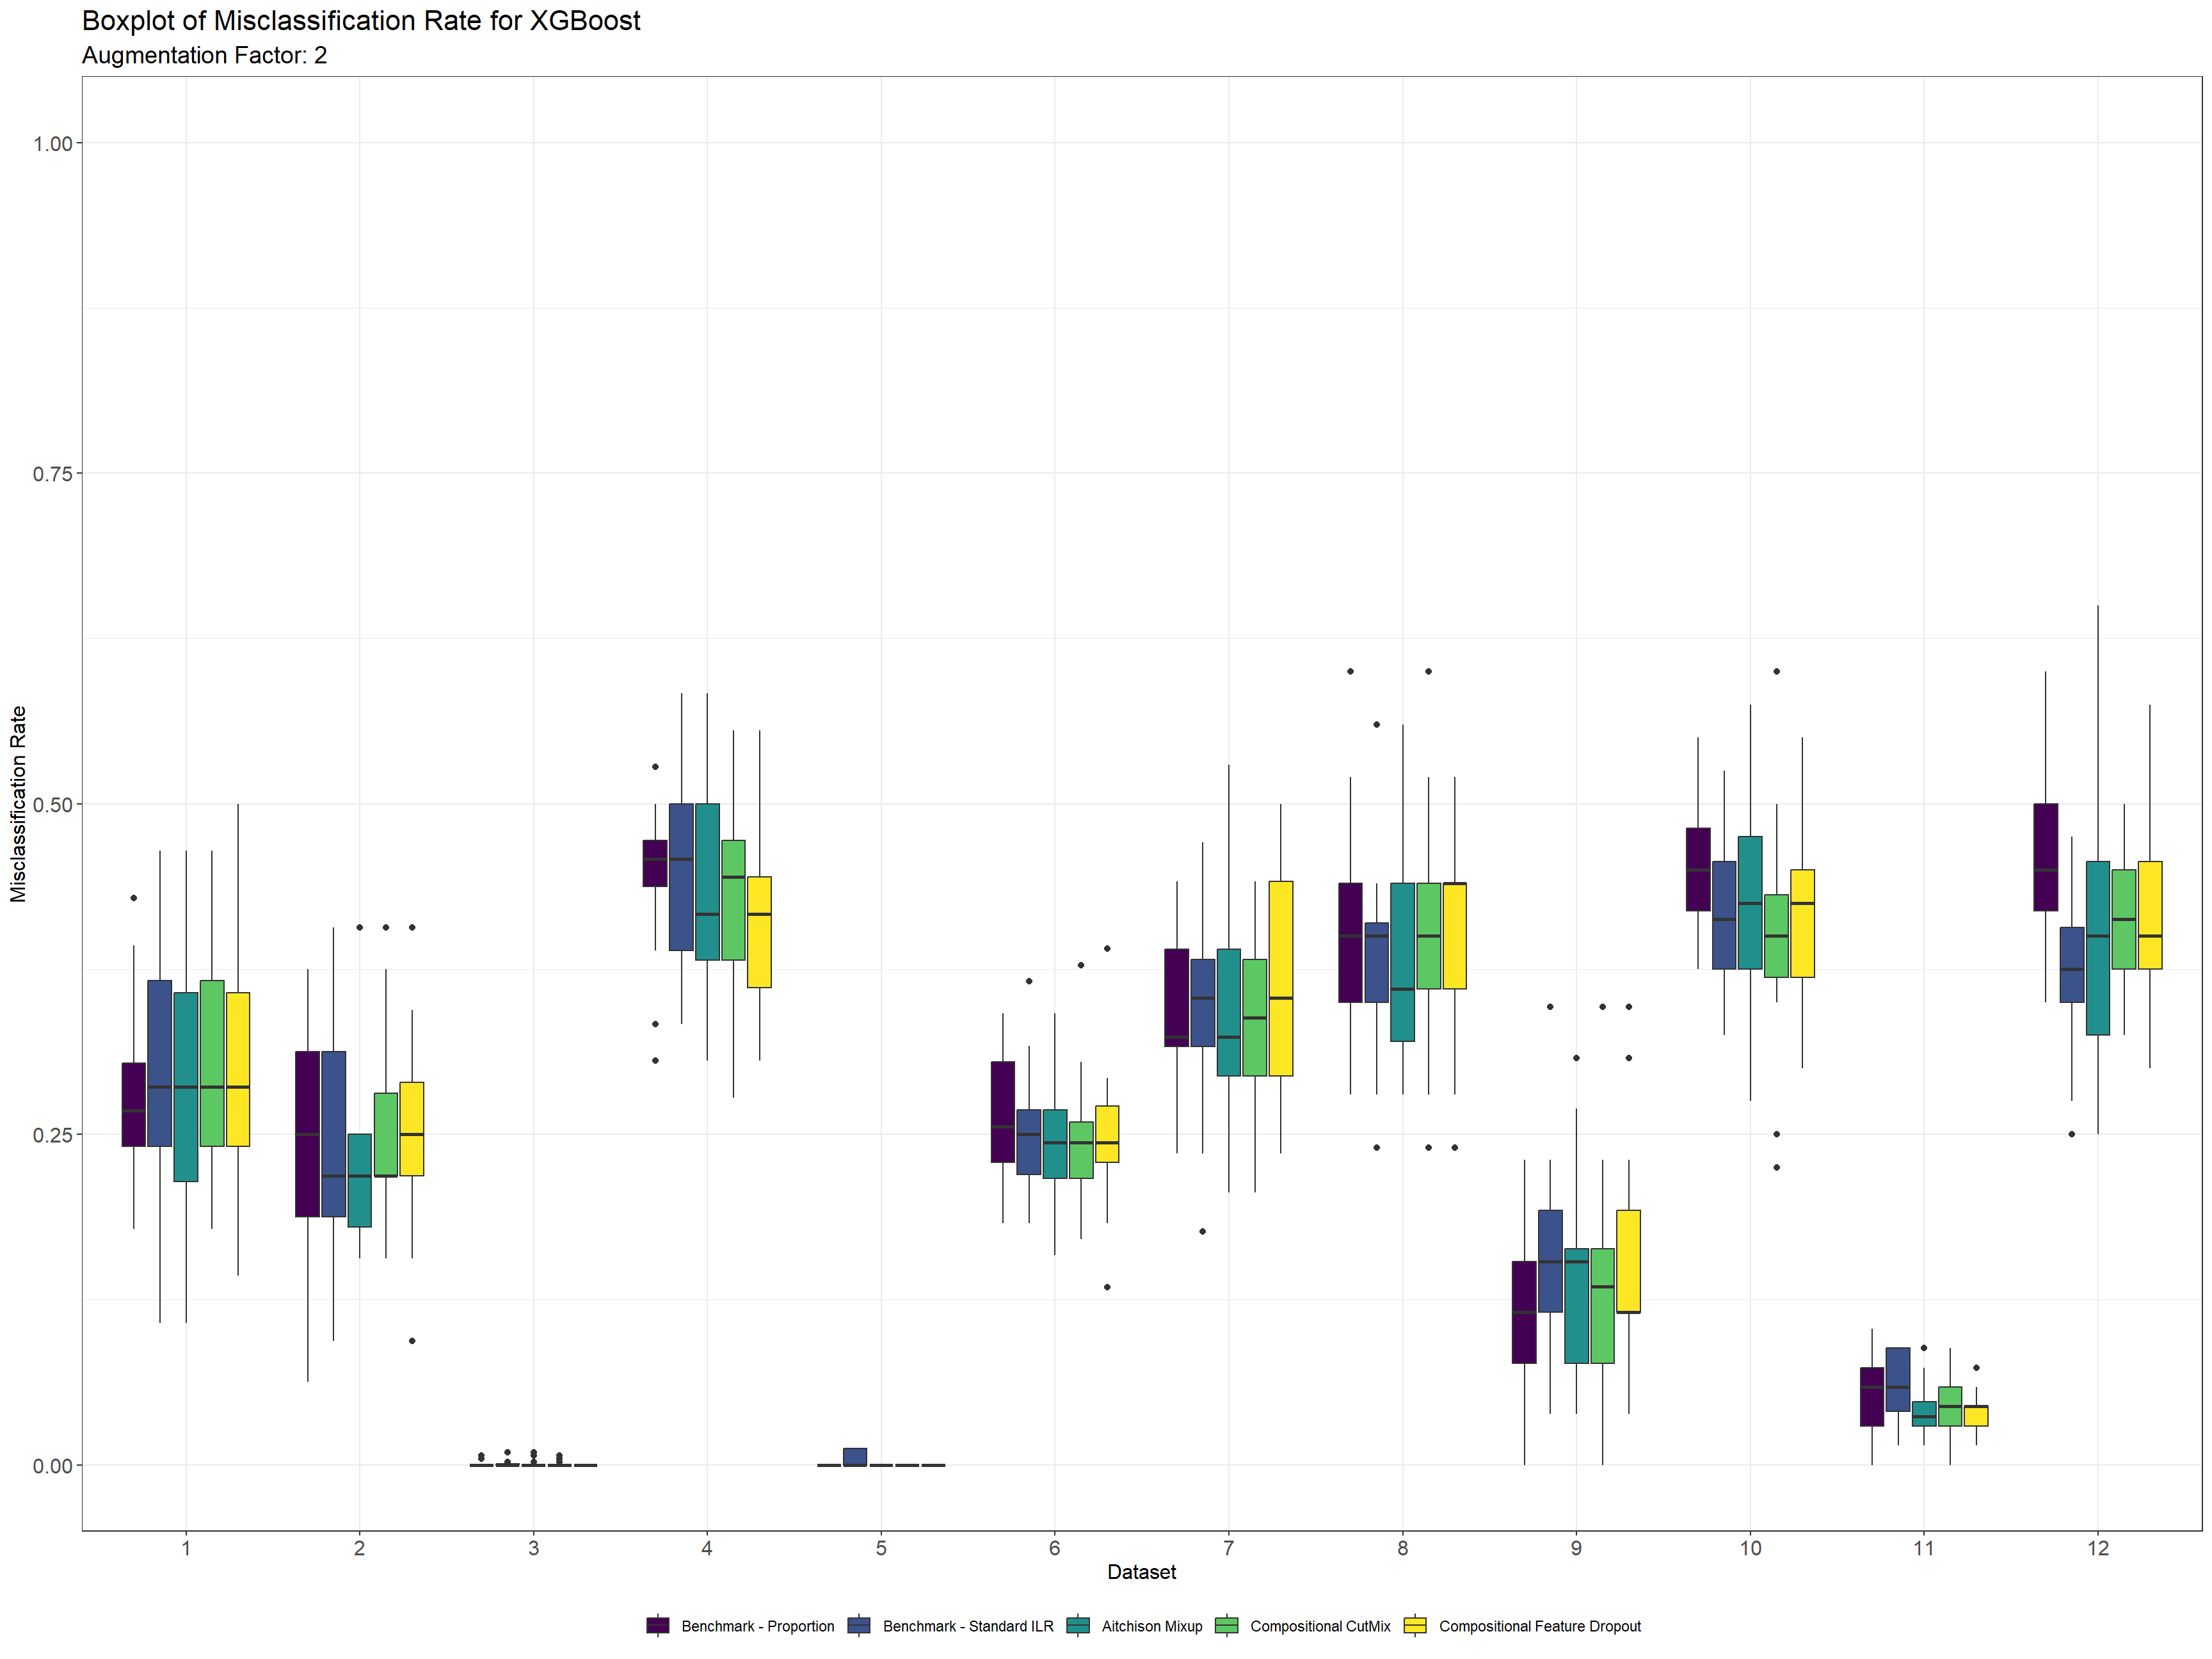 Boxplot of Misclassification Rate for XGBoost
Augmentation Factor: 2
Misclassification Rate
1.00
0.75
0.50
0.25
0.00
1 2 3 4 5 6 7 8 9 10 11 12
Dataset
Benchmark - Proportion Benchmark - Standard ILR Aitchison Mixup Compositional CutMix Compositional Feature Dropout